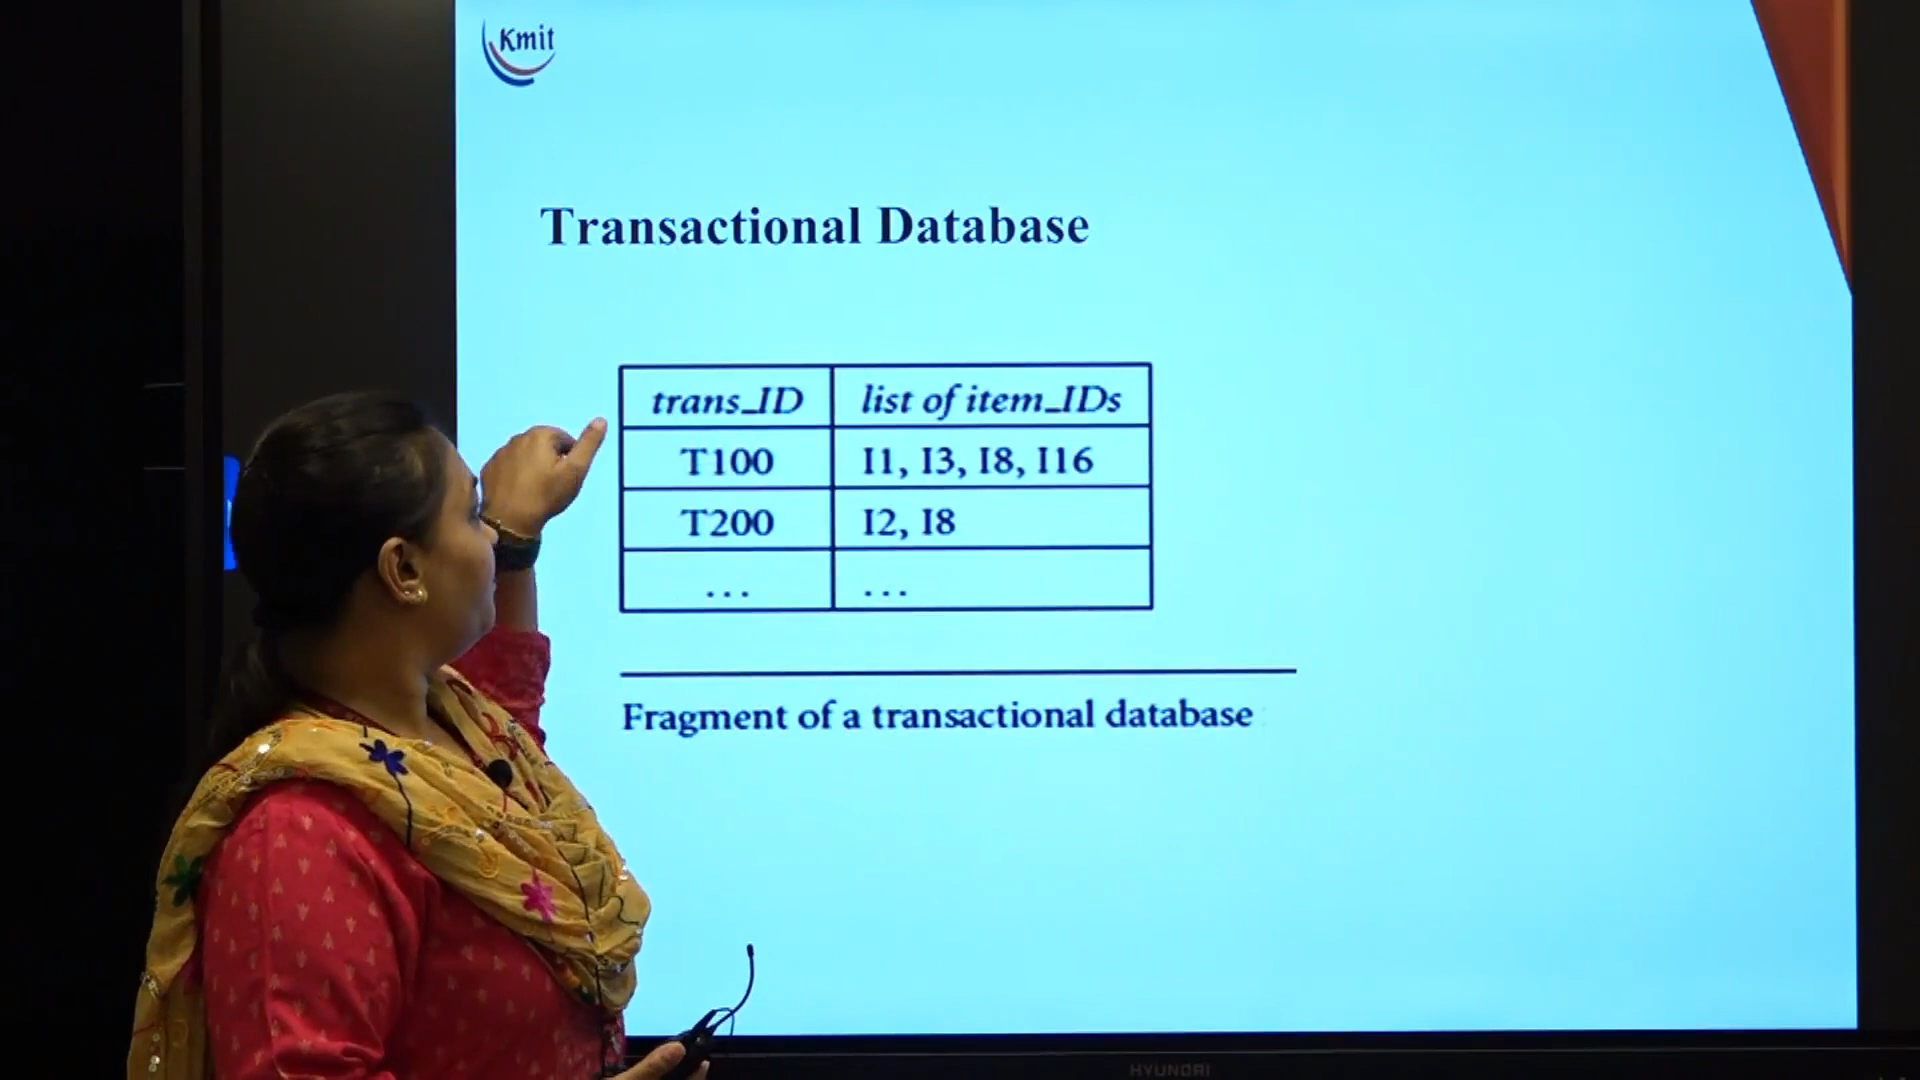 Kmit
Transactional Database
trans_ID list of item_IDs
T100 I1, I3, I8, I16
T200 I2, I8
... ...
Fragment of a transactional database
HYUNDAI